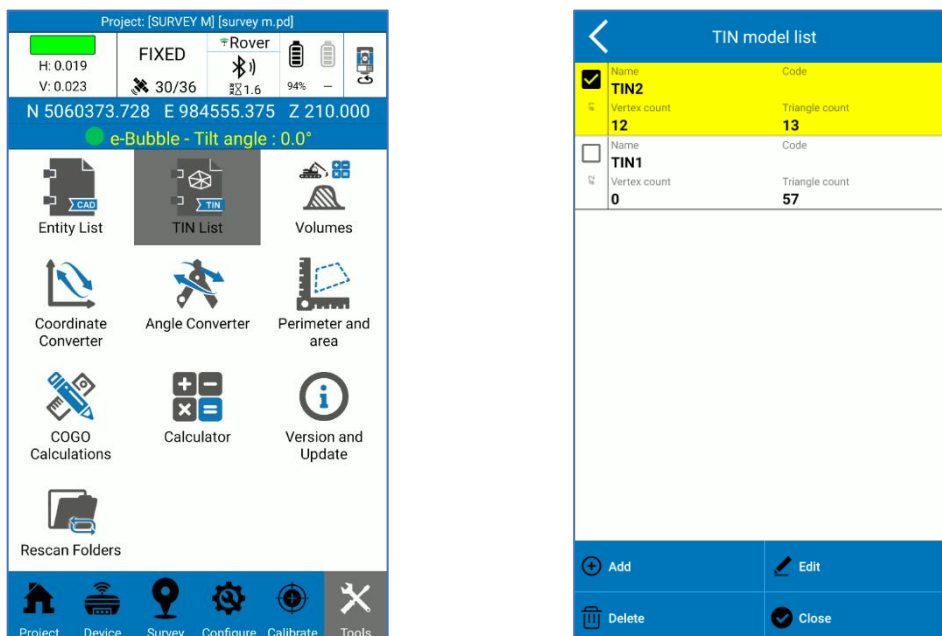 Project: [SURVEY M] [survey m.pd]
H: 0.019
V: 0.023
FIXED
30/36
Rover
1.6
94%
–
N 5060373.728 E 984555.375 Z 210.000
e-Bubble - Tilt angle : 0.0°
CAD
TIN
Entity List
TIN List
Volumes
Coordinate
Converter
Angle Converter
Perimeter and
area
COGO
Calculations
Calculator
Version and
Update
Rescan Folders
Project
Device
Survey
Configure
Calibrate
Tools
TIN model list
Name
Code
TIN2
Vertex count
Triangle count
12
13
Name
Code
TIN1
Vertex count
Triangle count
0
57
Add
Edit
Delete
Close